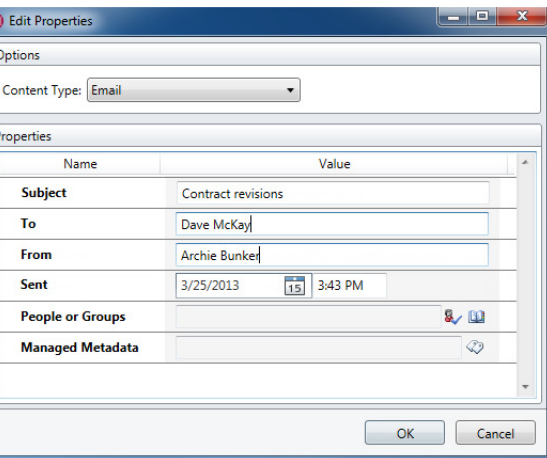 Edit Properties
Options
Content Type: Email
Properties
Name Value
Subject Contract revisions
To Dave McKay
From Archie Bunker
Sent 3/25/2013 15 3:43 PM
People or Groups
Managed Metadata
OK Cancel